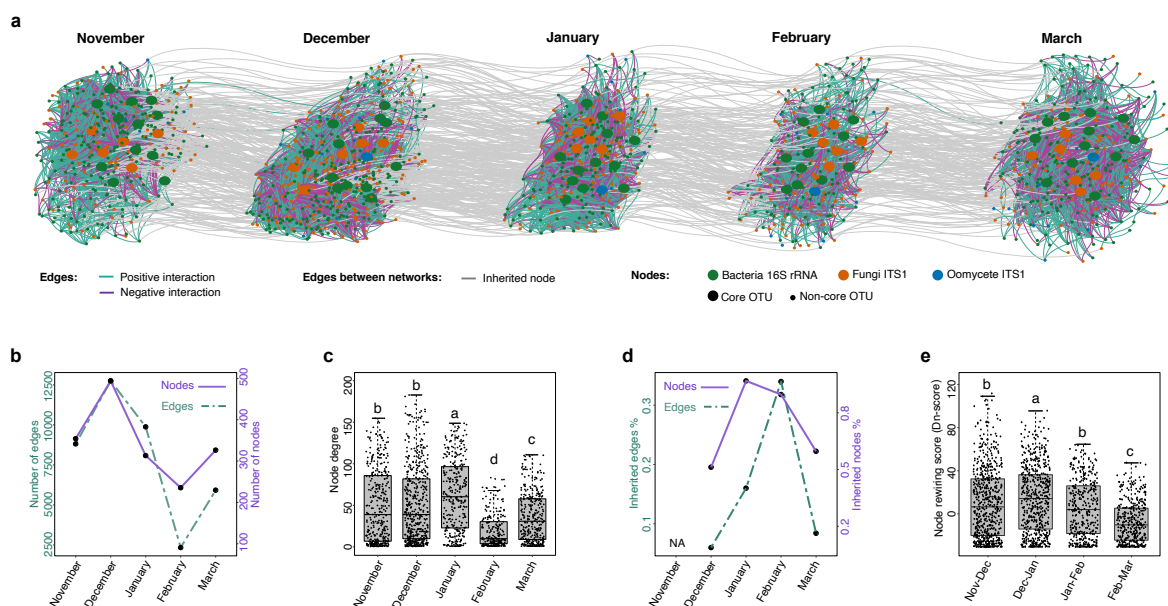 a
November December January February March
Edges: Positive interaction Negative interaction
Edges between networks: Inherited node
Nodes: Bacteria 16S rRNA Fungi ITS1 Oomycete ITS1
Core OTU Non-core OTU
b
Number of edges
2500 5000 7500 10000 12500
Nodes
Edges
Number of nodes
100 200 300 400 500
November December January February March
c
Node degree
0 50 100 150 200
b b a d c
November December January February March
d
Inherited edges %
0.1 0.2 0.3
Nodes
Edges
NA
Inherited nodes %
0.2 0.5 0.8
November December January February March
e
Node rewiring score (Dn-score)
0 40 80 120
b a b c
Nov-Dec Dec-Jan Jan-Feb Feb-Mar